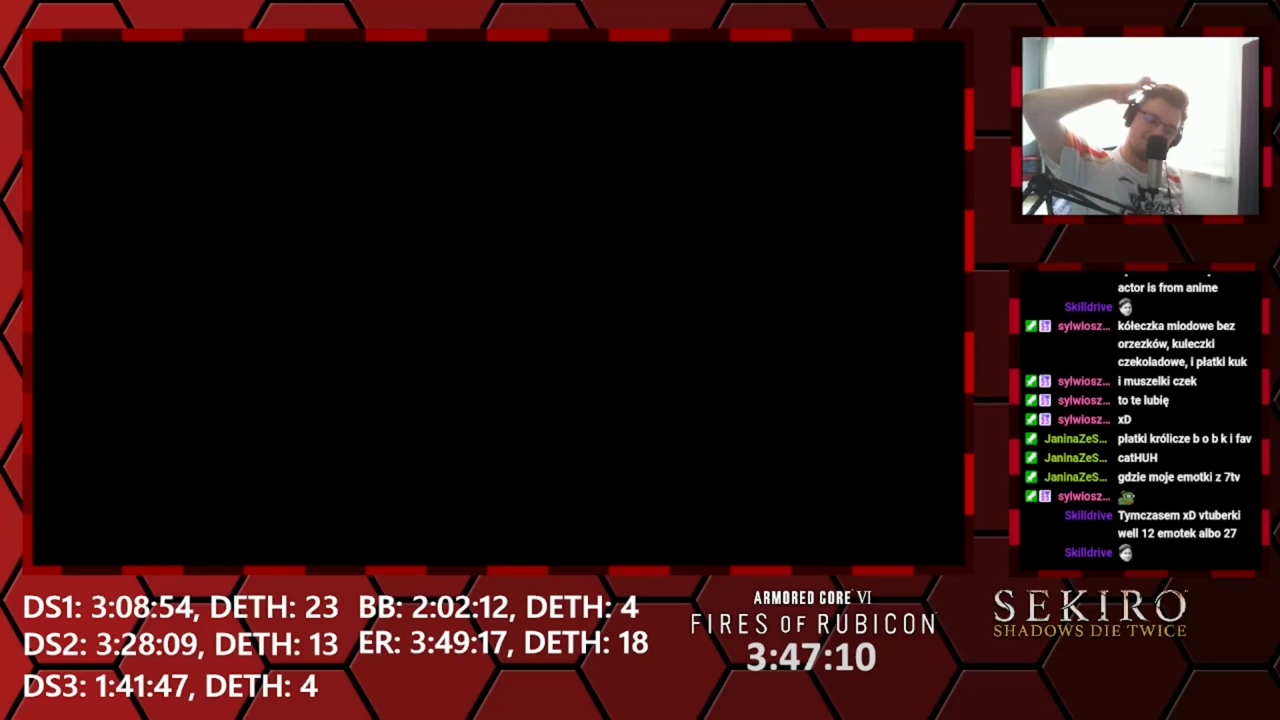 actor is from anime
Skilldrive
sylwiosz... kółeczka miodowe bez
orzezków, kuleczki
czekoladowe, i płatki kuk
sylwiosz... i muszelki czek
sylwiosz... to te lubię
sylwiosz... xD
JaninaZeS... płatki królicze b o b k i fav
JaninaZeS... catHUH
JaninaZeS... gdzie moje emotki z 7tv
sylwiosz...
Skilldrive Tymczasem xD vtuberki
well 12 emotek albo 27
Skilldrive
DS1: 3:08:54, DETH: 23 BB: 2:02:12, DETH: 4
DS2: 3:28:09, DETH: 13 ER: 3:49:17, DETH: 18
DS3: 1:41:47, DETH: 4
ARMORED CORE VI
FIRES OF RUBICON
3:47:10
SEKIRO
SHADOWS DIE TWICE